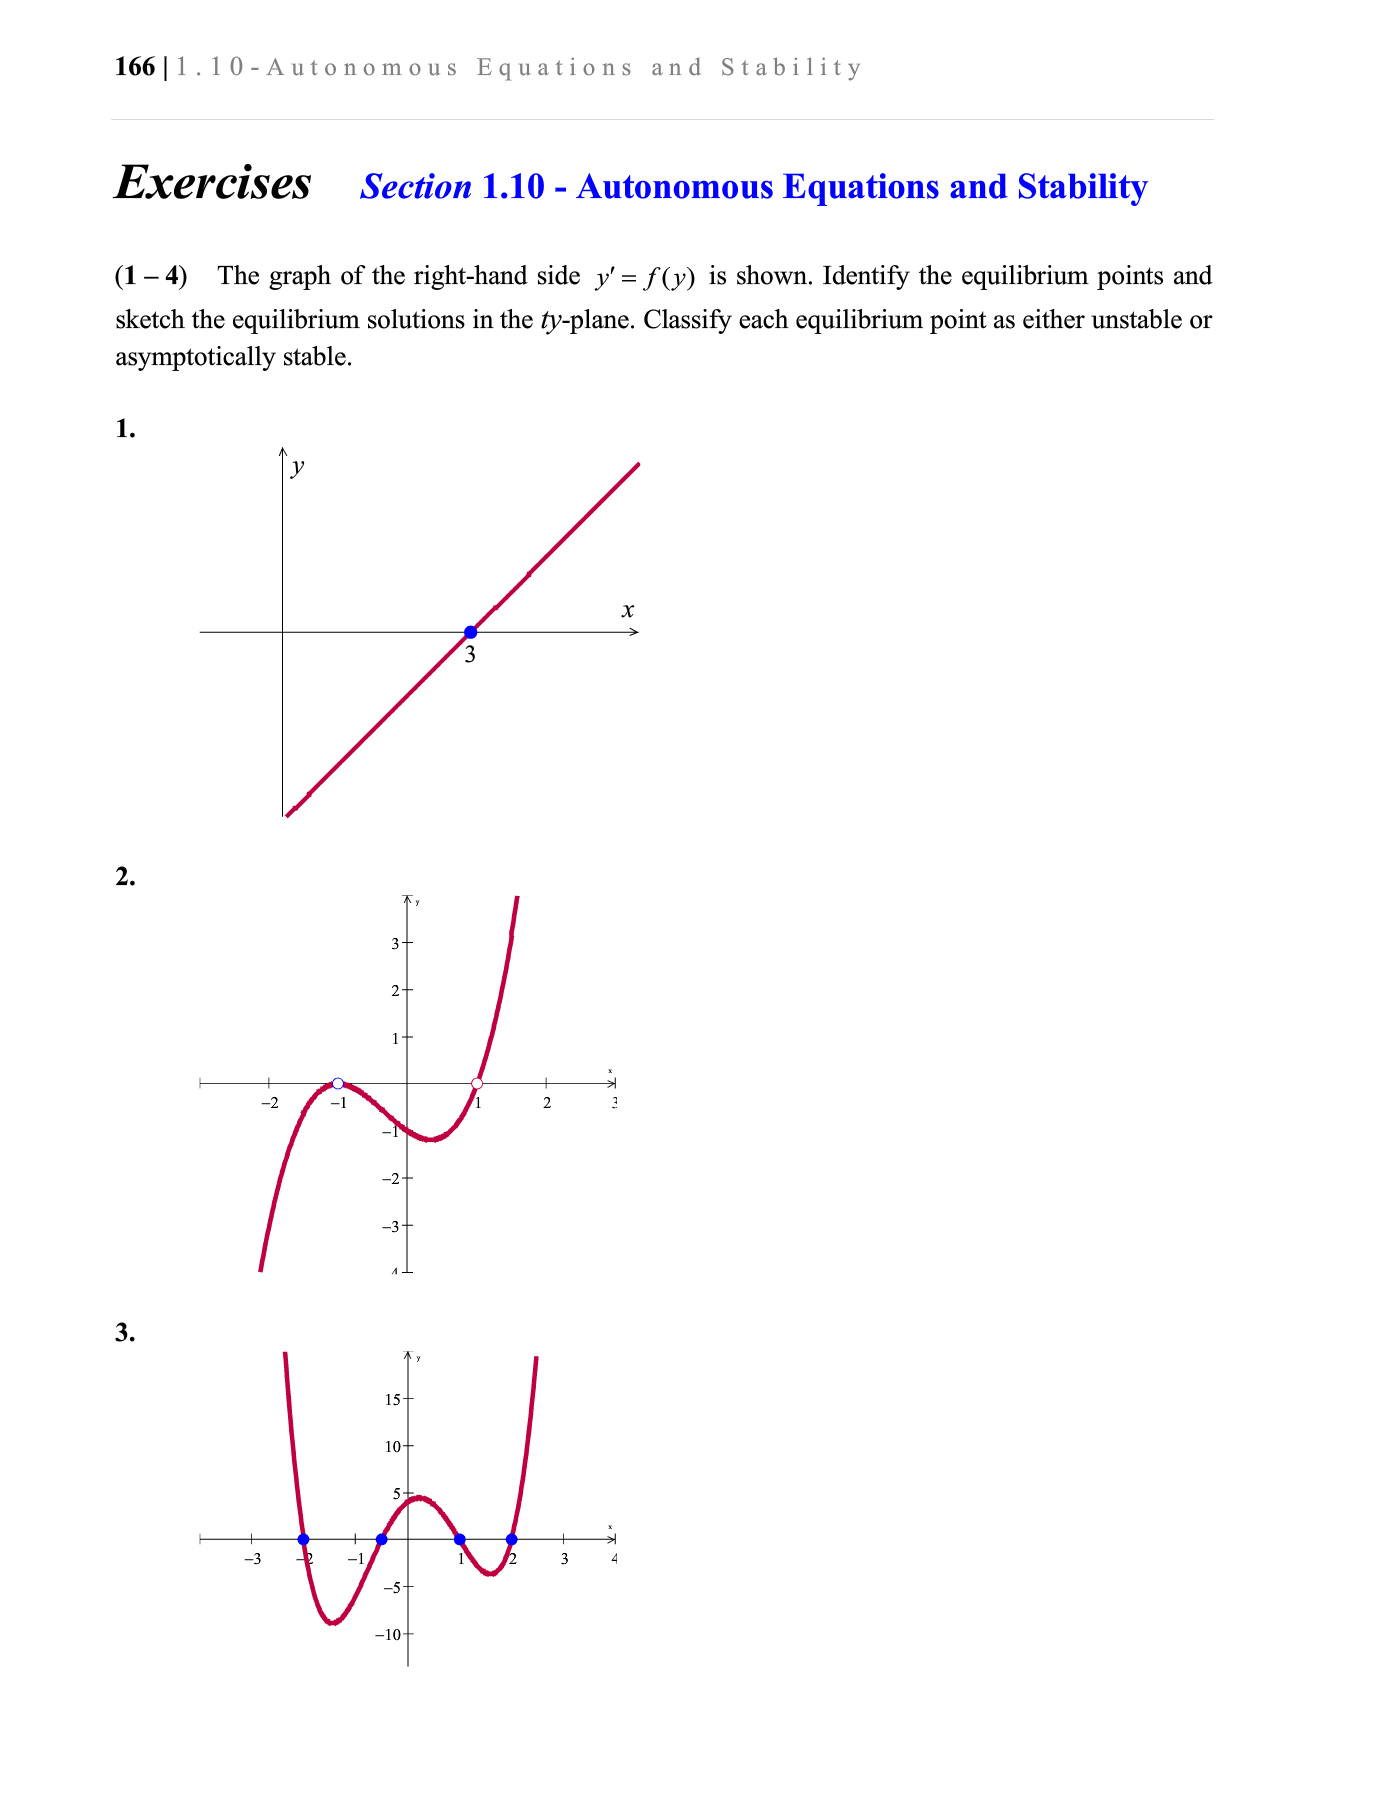 166 | 1.10-Autonomous Equations and Stability
Exercises Section 1.10 - Autonomous Equations and Stability
(1 – 4) The graph of the right-hand side y′ = f(y) is shown. Identify the equilibrium points and
sketch the equilibrium solutions in the ty-plane. Classify each equilibrium point as either unstable or
asymptotically stable.
1.
y
x
3
2.
y
3
2
1
x
−2 −1 1 2 3
−1
−2
−3
4
3.
y
15
10
5
x
−3 −2 −1 1 2 3 4
−5
−10